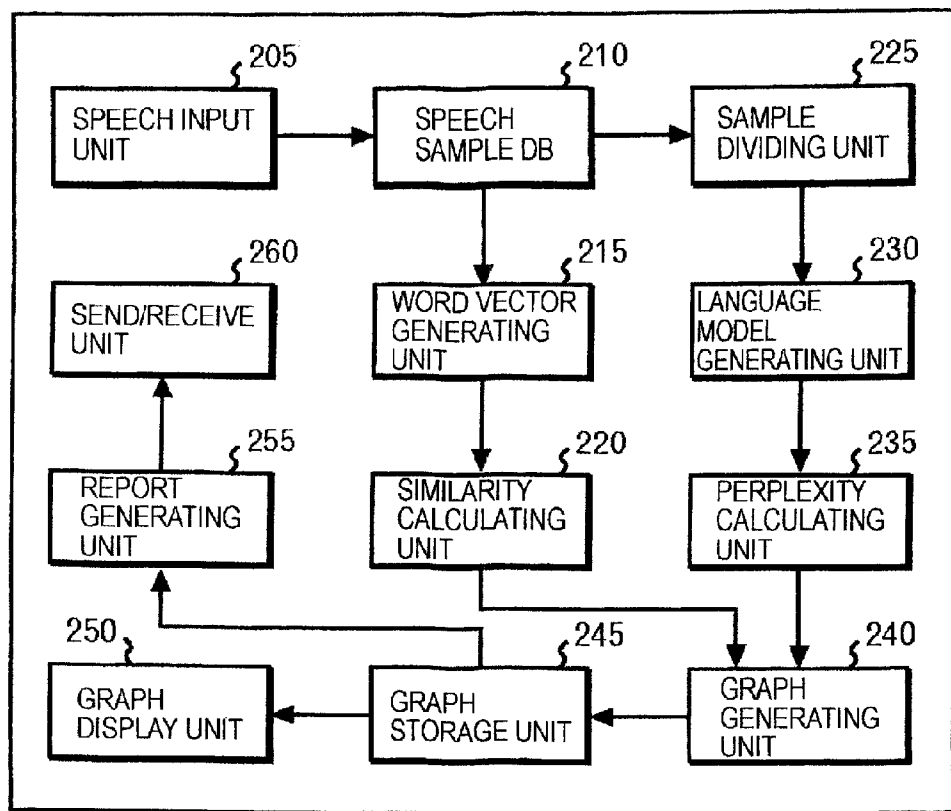 205
SPEECH INPUT
UNIT
210
SPEECH
SAMPLE DB
225
SAMPLE
DIVIDING UNIT
260
SEND/RECEIVE
UNIT
215
WORD VECTOR
GENERATING
UNIT
230
LANGUAGE
MODEL
GENERATING UNIT
255
REPORT
GENERATING
UNIT
220
SIMILARITY
CALCULATING
UNIT
235
PERPLEXITY
CALCULATING
UNIT
250
GRAPH
DISPLAY UNIT
245
GRAPH
STORAGE UNIT
240
GRAPH
GENERATING
UNIT